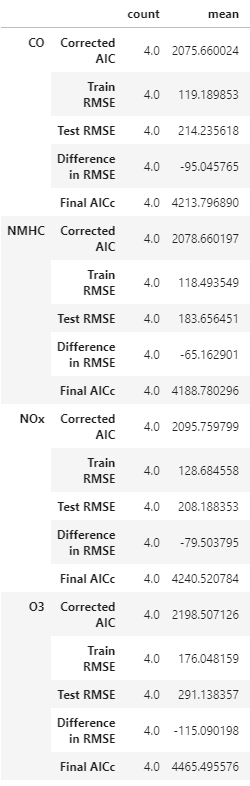 count mean
CO Corrected AIC 4.0 2075.660024
Train RMSE 4.0 119.189853
Test RMSE 4.0 214.235618
Difference in RMSE 4.0 -95.045765
Final AICc 4.0 4213.796890
NMHC Corrected AIC 4.0 2078.660197
Train RMSE 4.0 118.493549
Test RMSE 4.0 183.656451
Difference in RMSE 4.0 -65.162901
Final AICc 4.0 4188.780296
NOx Corrected AIC 4.0 2095.759799
Train RMSE 4.0 128.684558
Test RMSE 4.0 208.188353
Difference in RMSE 4.0 -79.503795
Final AICc 4.0 4240.520784
O3 Corrected AIC 4.0 2198.507126
Train RMSE 4.0 176.048159
Test RMSE 4.0 291.138357
Difference in RMSE 4.0 -115.090198
Final AICc 4.0 4465.495576